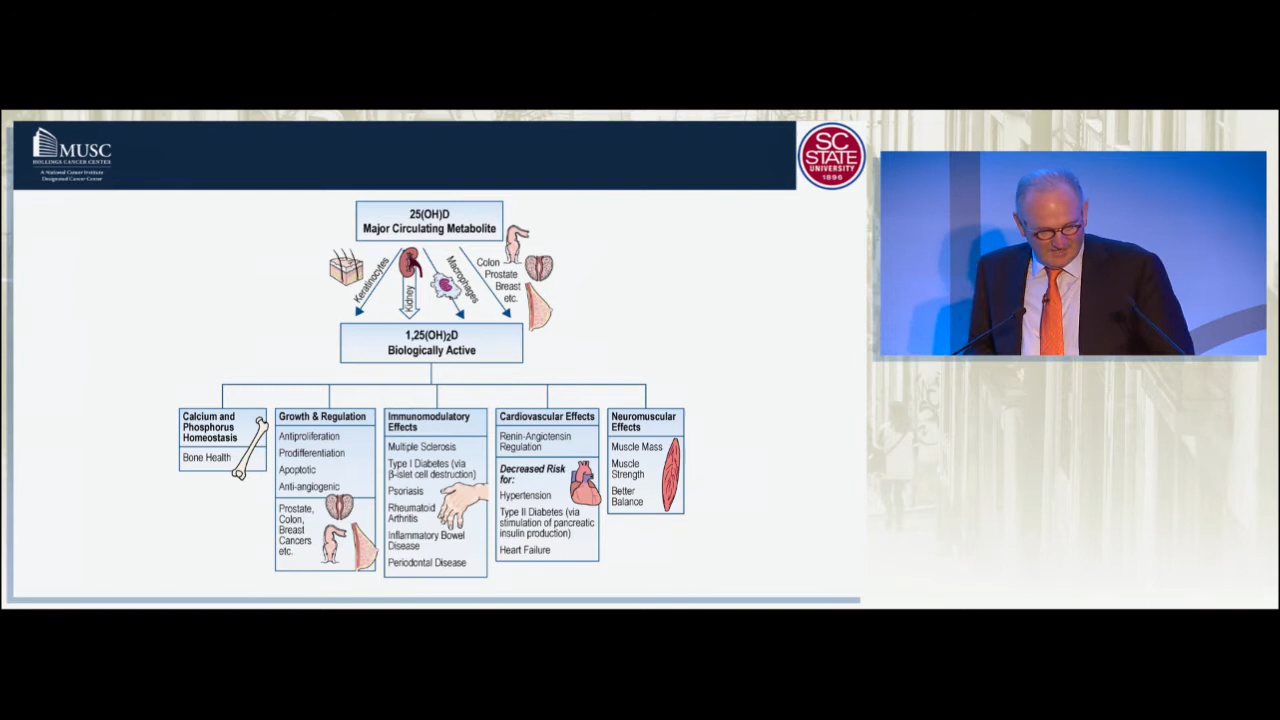 MUSC
HOLLINGS CANCER CENTER
A National Cancer Institute
Designated Cancer Center
SC
STATE
UNIVERSITY
1896
25(OH)D
Major Circulating Metabolite
Keratinocytes
Kidney
Macrophages
Colon
Prostate
Breast
etc.
1,25(OH)₂D
Biologically Active
Calcium and
Phosphorus
Homeostasis
Bone Health
Growth & Regulation
Antiproliferation
Prodifferentiation
Apoptotic
Anti-angiogenic
Prostate,
Colon,
Breast
Cancers
etc.
Immunomodulatory
Effects
Multiple Sclerosis
Type I Diabetes (via
β-islet cell destruction)
Psoriasis
Rheumatoid
Arthritis
Inflammatory Bowel
Disease
Periodontal Disease
Cardiovascular Effects
Renin-Angiotensin
Regulation
Decreased Risk
for:
Hypertension
Type II Diabetes (via
stimulation of pancreatic
insulin production)
Heart Failure
Neuromuscular
Effects
Muscle Mass
Muscle
Strength
Better
Balance